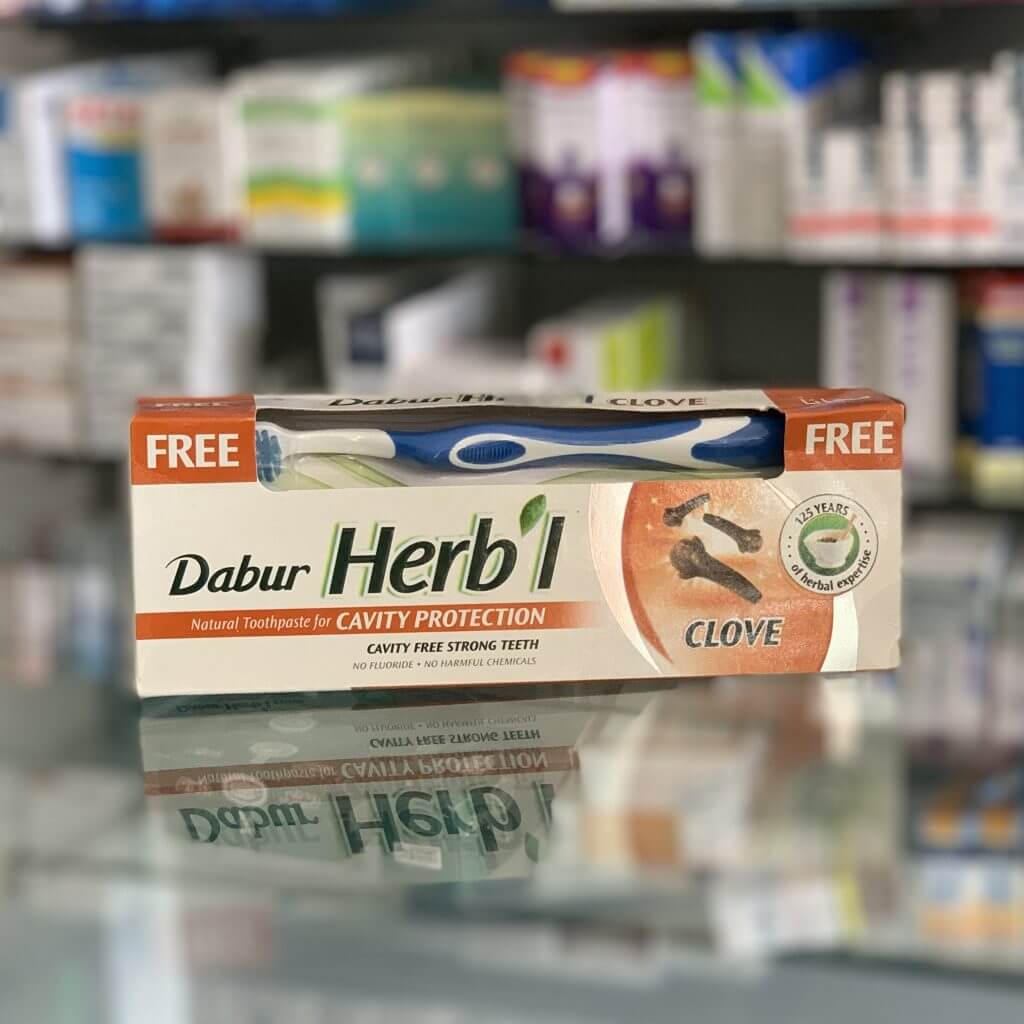 FREE
Dabur Herb'l CLOVE
FREE
FREE
Dabur Herb'l
Natural Toothpaste for CAVITY PROTECTION
CAVITY FREE STRONG TEETH
NO FLUORIDE • NO HARMFUL CHEMICALS
125 YEARS
of herbal expertise
CLOVE